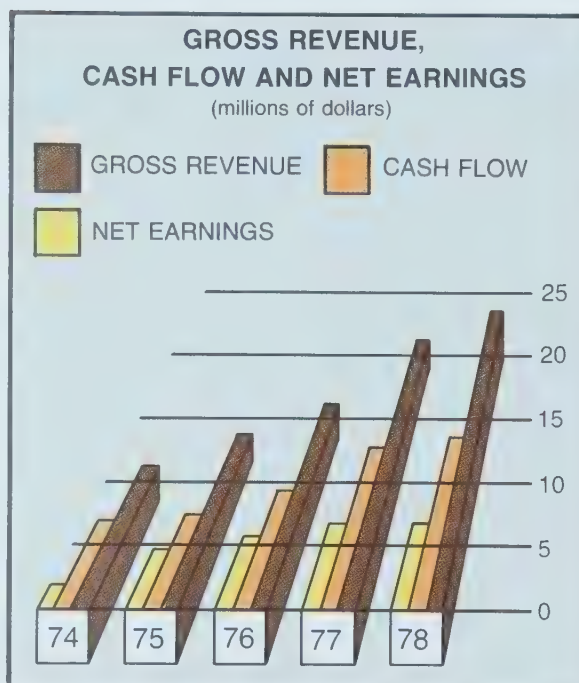 GROSS REVENUE,
CASH FLOW AND NET EARNINGS
(millions of dollars)
GROSS REVENUE CASH FLOW
NET EARNINGS
25
20
15
10
5
0
74 75 76 77 78